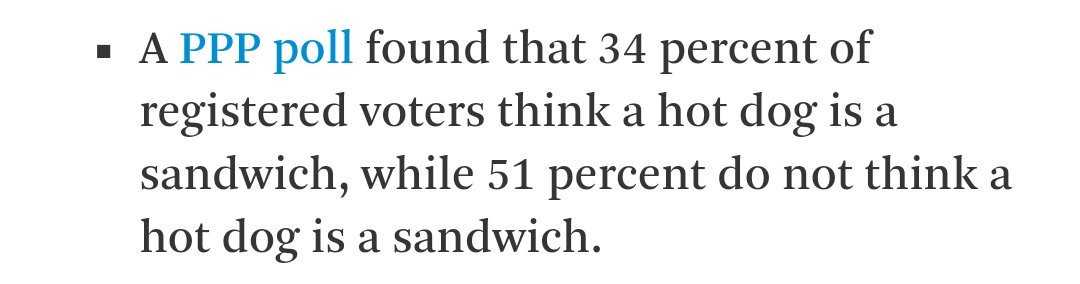 ▪ A PPP poll found that 34 percent of
registered voters think a hot dog is a
sandwich, while 51 percent do not think a
hot dog is a sandwich.